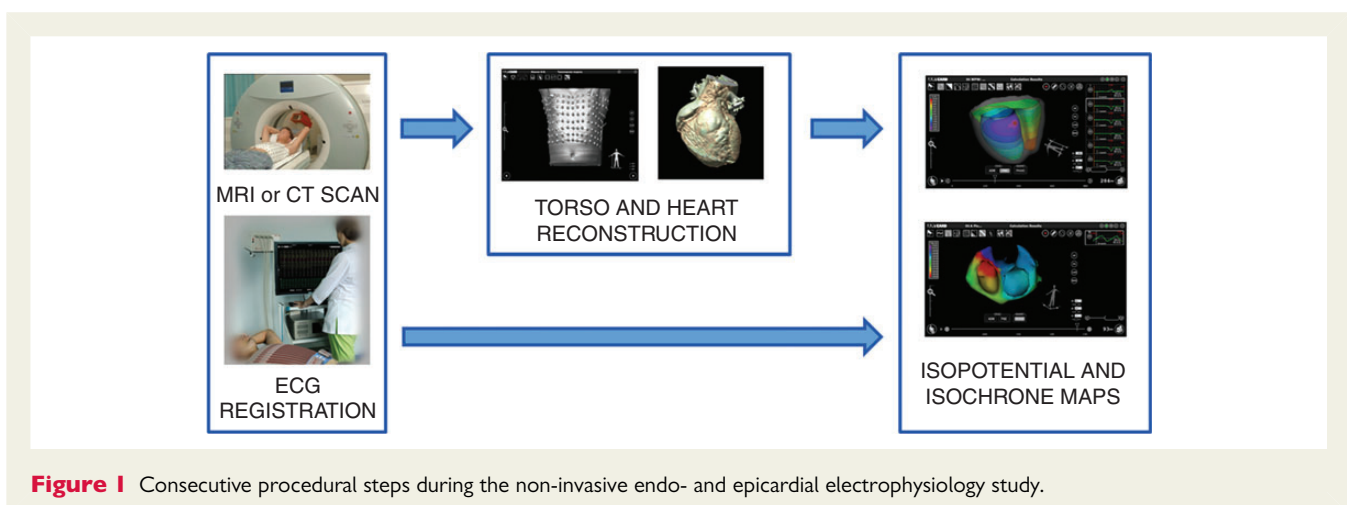 MRI or CT SCAN
ECG
REGISTRATION
TORSO AND HEART
RECONSTRUCTION
ISOPOTENTIAL AND
ISOCHRONE MAPS
Figure 1 Consecutive procedural steps during the non-invasive endo- and epicardial electrophysiology study.